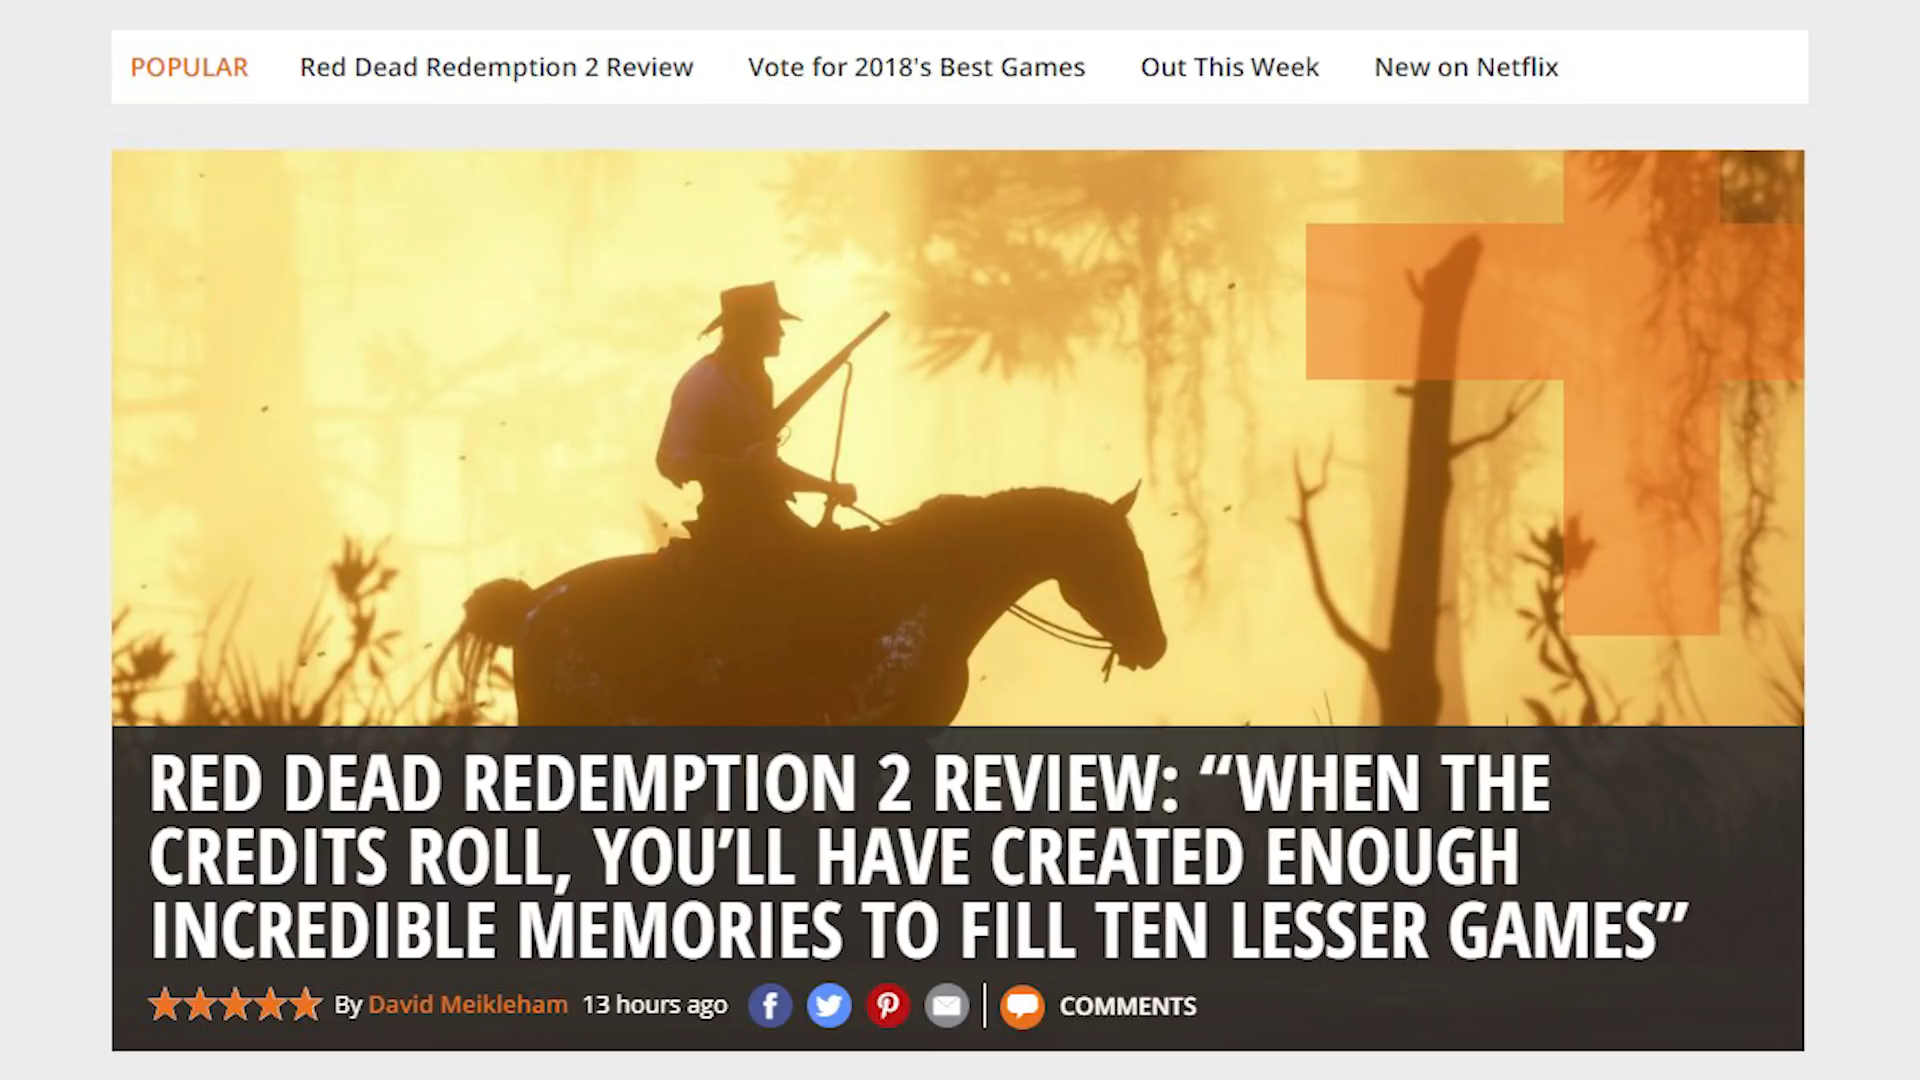 POPULAR Red Dead Redemption 2 Review Vote for 2018's Best Games Out This Week New on Netflix
RED DEAD REDEMPTION 2 REVIEW: “WHEN THE
CREDITS ROLL, YOU’LL HAVE CREATED ENOUGH
INCREDIBLE MEMORIES TO FILL TEN LESSER GAMES”
By David Meikleham 13 hours ago COMMENTS